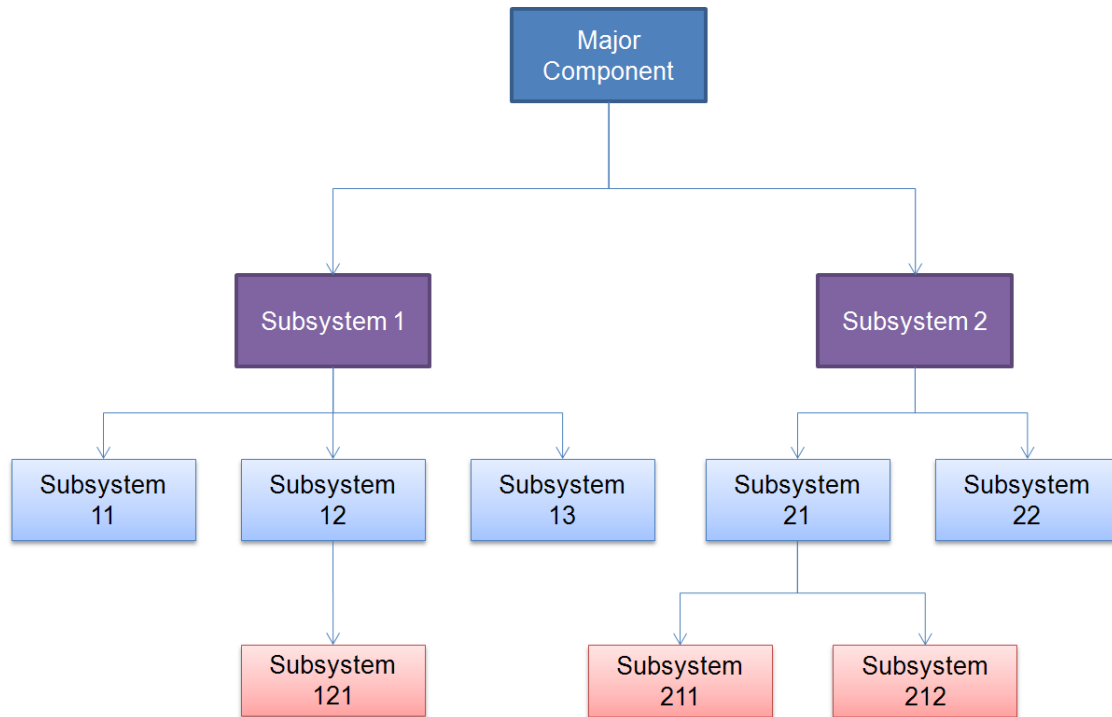 Major
Component
Subsystem 1
Subsystem 2
Subsystem
11
Subsystem
12
Subsystem
13
Subsystem
21
Subsystem
22
Subsystem
121
Subsystem
211
Subsystem
212